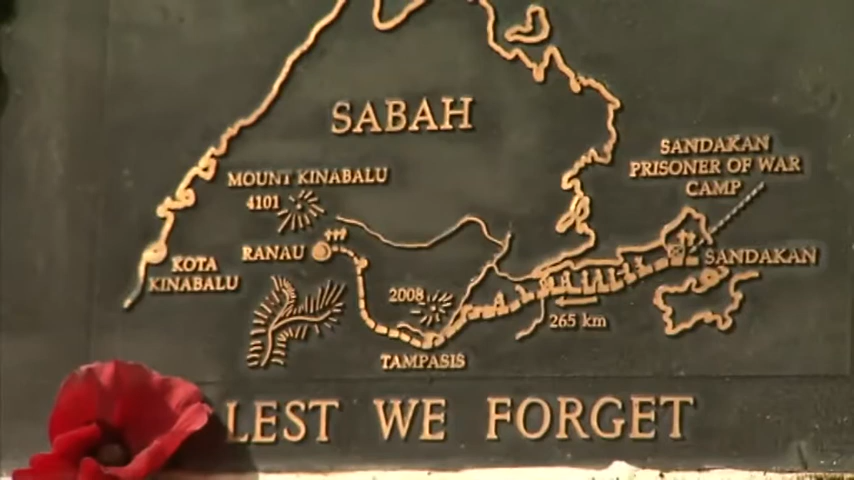 SABAH
SANDAKAN
PRISONER OF WAR
CAMP
MOUNT KINABALU
4101
RANAU
SANDAKAN
KOTA
KINABALU
2008
265 km
TAMPASIS
LEST WE FORGET